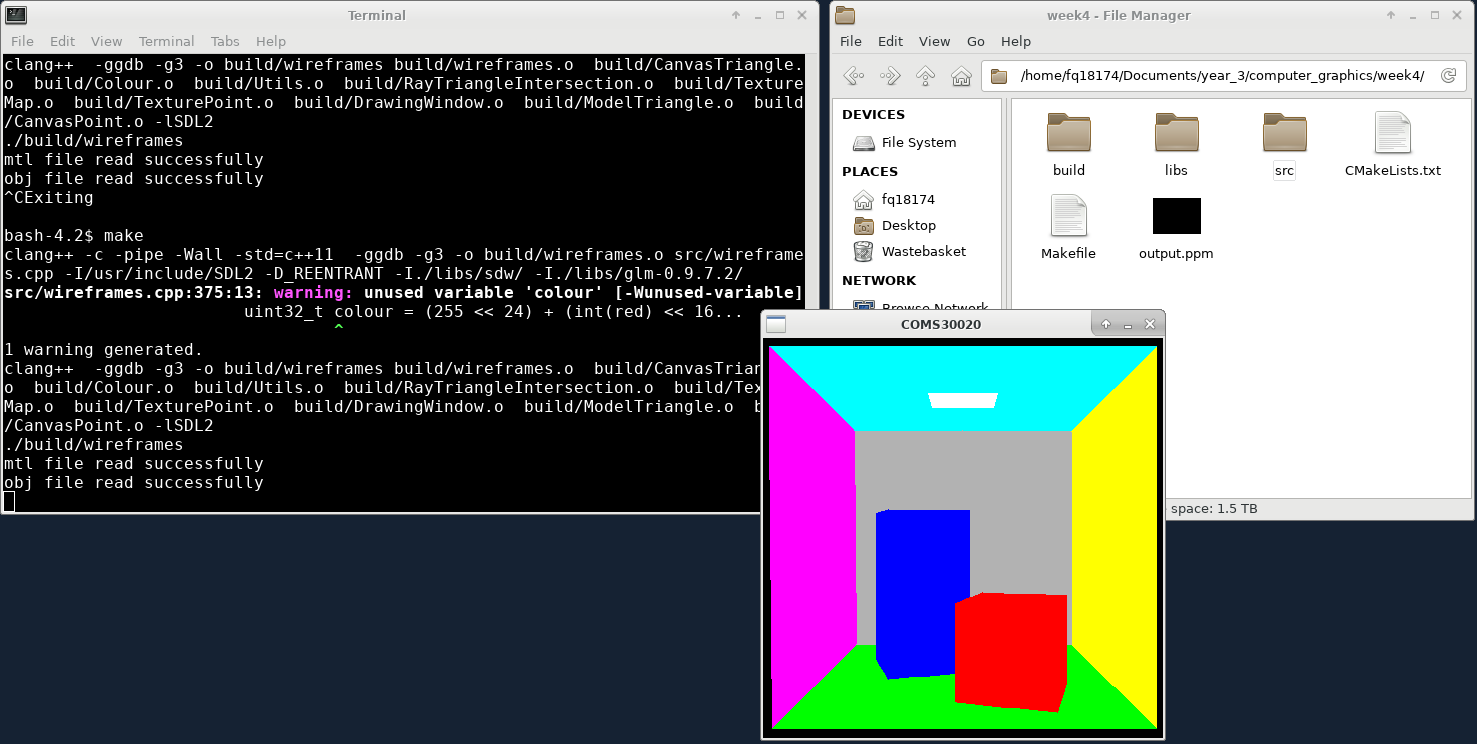 Terminal
File Edit View Terminal Tabs Help
clang++  -ggdb -g3 -o build/wireframes build/wireframes.o  build/CanvasTriangle.
o  build/Colour.o  build/Utils.o  build/RayTriangleIntersection.o  build/Texture
Map.o  build/TexturePoint.o  build/DrawingWindow.o  build/ModelTriangle.o  build
/CanvasPoint.o -lSDL2
./build/wireframes
mtl file read successfully
obj file read successfully
^CExiting
bash-4.2$ make
clang++ -c -pipe -Wall -std=c++11  -ggdb -g3 -o build/wireframes.o src/wireframe
s.cpp -I/usr/include/SDL2 -D_REENTRANT -I./libs/sdw/ -I./libs/glm-0.9.7.2/
src/wireframes.cpp:375:13: warning: unused variable 'colour' [-Wunused-variable]
uint32_t colour = (255 << 24) + (int(red) << 16...
^
1 warning generated.
clang++  -ggdb -g3 -o build/wireframes build/wireframes.o  build/CanvasTrian
o  build/Colour.o  build/Utils.o  build/RayTriangleIntersection.o  build/Tex
Map.o  build/TexturePoint.o  build/DrawingWindow.o  build/ModelTriangle.o  b
/CanvasPoint.o -lSDL2
./build/wireframes
mtl file read successfully
obj file read successfully
week4 - File Manager
File Edit View Go Help
/home/fq18174/Documents/year_3/computer_graphics/week4/
DEVICES
File System
PLACES
fq18174
Desktop
Wastebasket
NETWORK
Browse Network
build libs src CMakeLists.txt
Makefile output.ppm
space: 1.5 TB
COMS30020